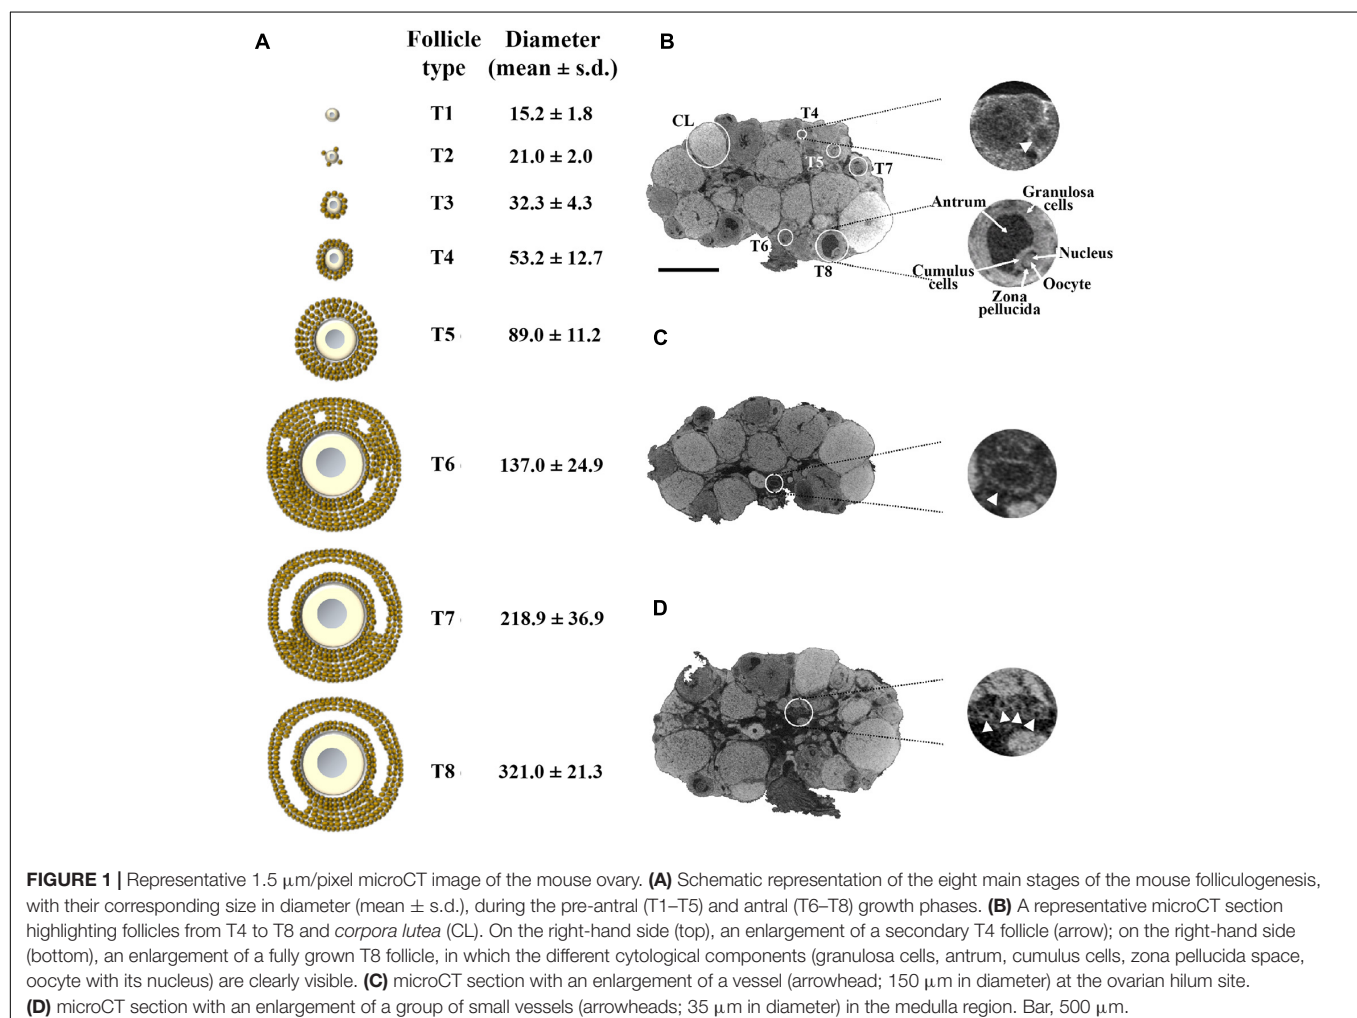 A
Follicle Diameter
type (mean ± s.d.)
T1 15.2 ± 1.8
T2 21.0 ± 2.0
T3 32.3 ± 4.3
T4 53.2 ± 12.7
T5 89.0 ± 11.2
T6 137.0 ± 24.9
T7 218.9 ± 36.9
T8 321.0 ± 21.3
B
CL
T4
T5
T7
T6
T8
Antrum
Granulosa
cells
Nucleus
Cumulus
cells
Oocyte
Zona
pellucida
C
D
FIGURE 1 | Representative 1.5 μm/pixel microCT image of the mouse ovary. (A) Schematic representation of the eight main stages of the mouse folliculogenesis,
with their corresponding size in diameter (mean ± s.d.), during the pre-antral (T1–T5) and antral (T6–T8) growth phases. (B) A representative microCT section
highlighting follicles from T4 to T8 and corpora lutea (CL). On the right-hand side (top), an enlargement of a secondary T4 follicle (arrow); on the right-hand side
(bottom), an enlargement of a fully grown T8 follicle, in which the different cytological components (granulosa cells, antrum, cumulus cells, zona pellucida space,
oocyte with its nucleus) are clearly visible. (C) microCT section with an enlargement of a vessel (arrowhead; 150 μm in diameter) at the ovarian hilum site.
(D) microCT section with an enlargement of a group of small vessels (arrowheads; 35 μm in diameter) in the medulla region. Bar, 500 μm.